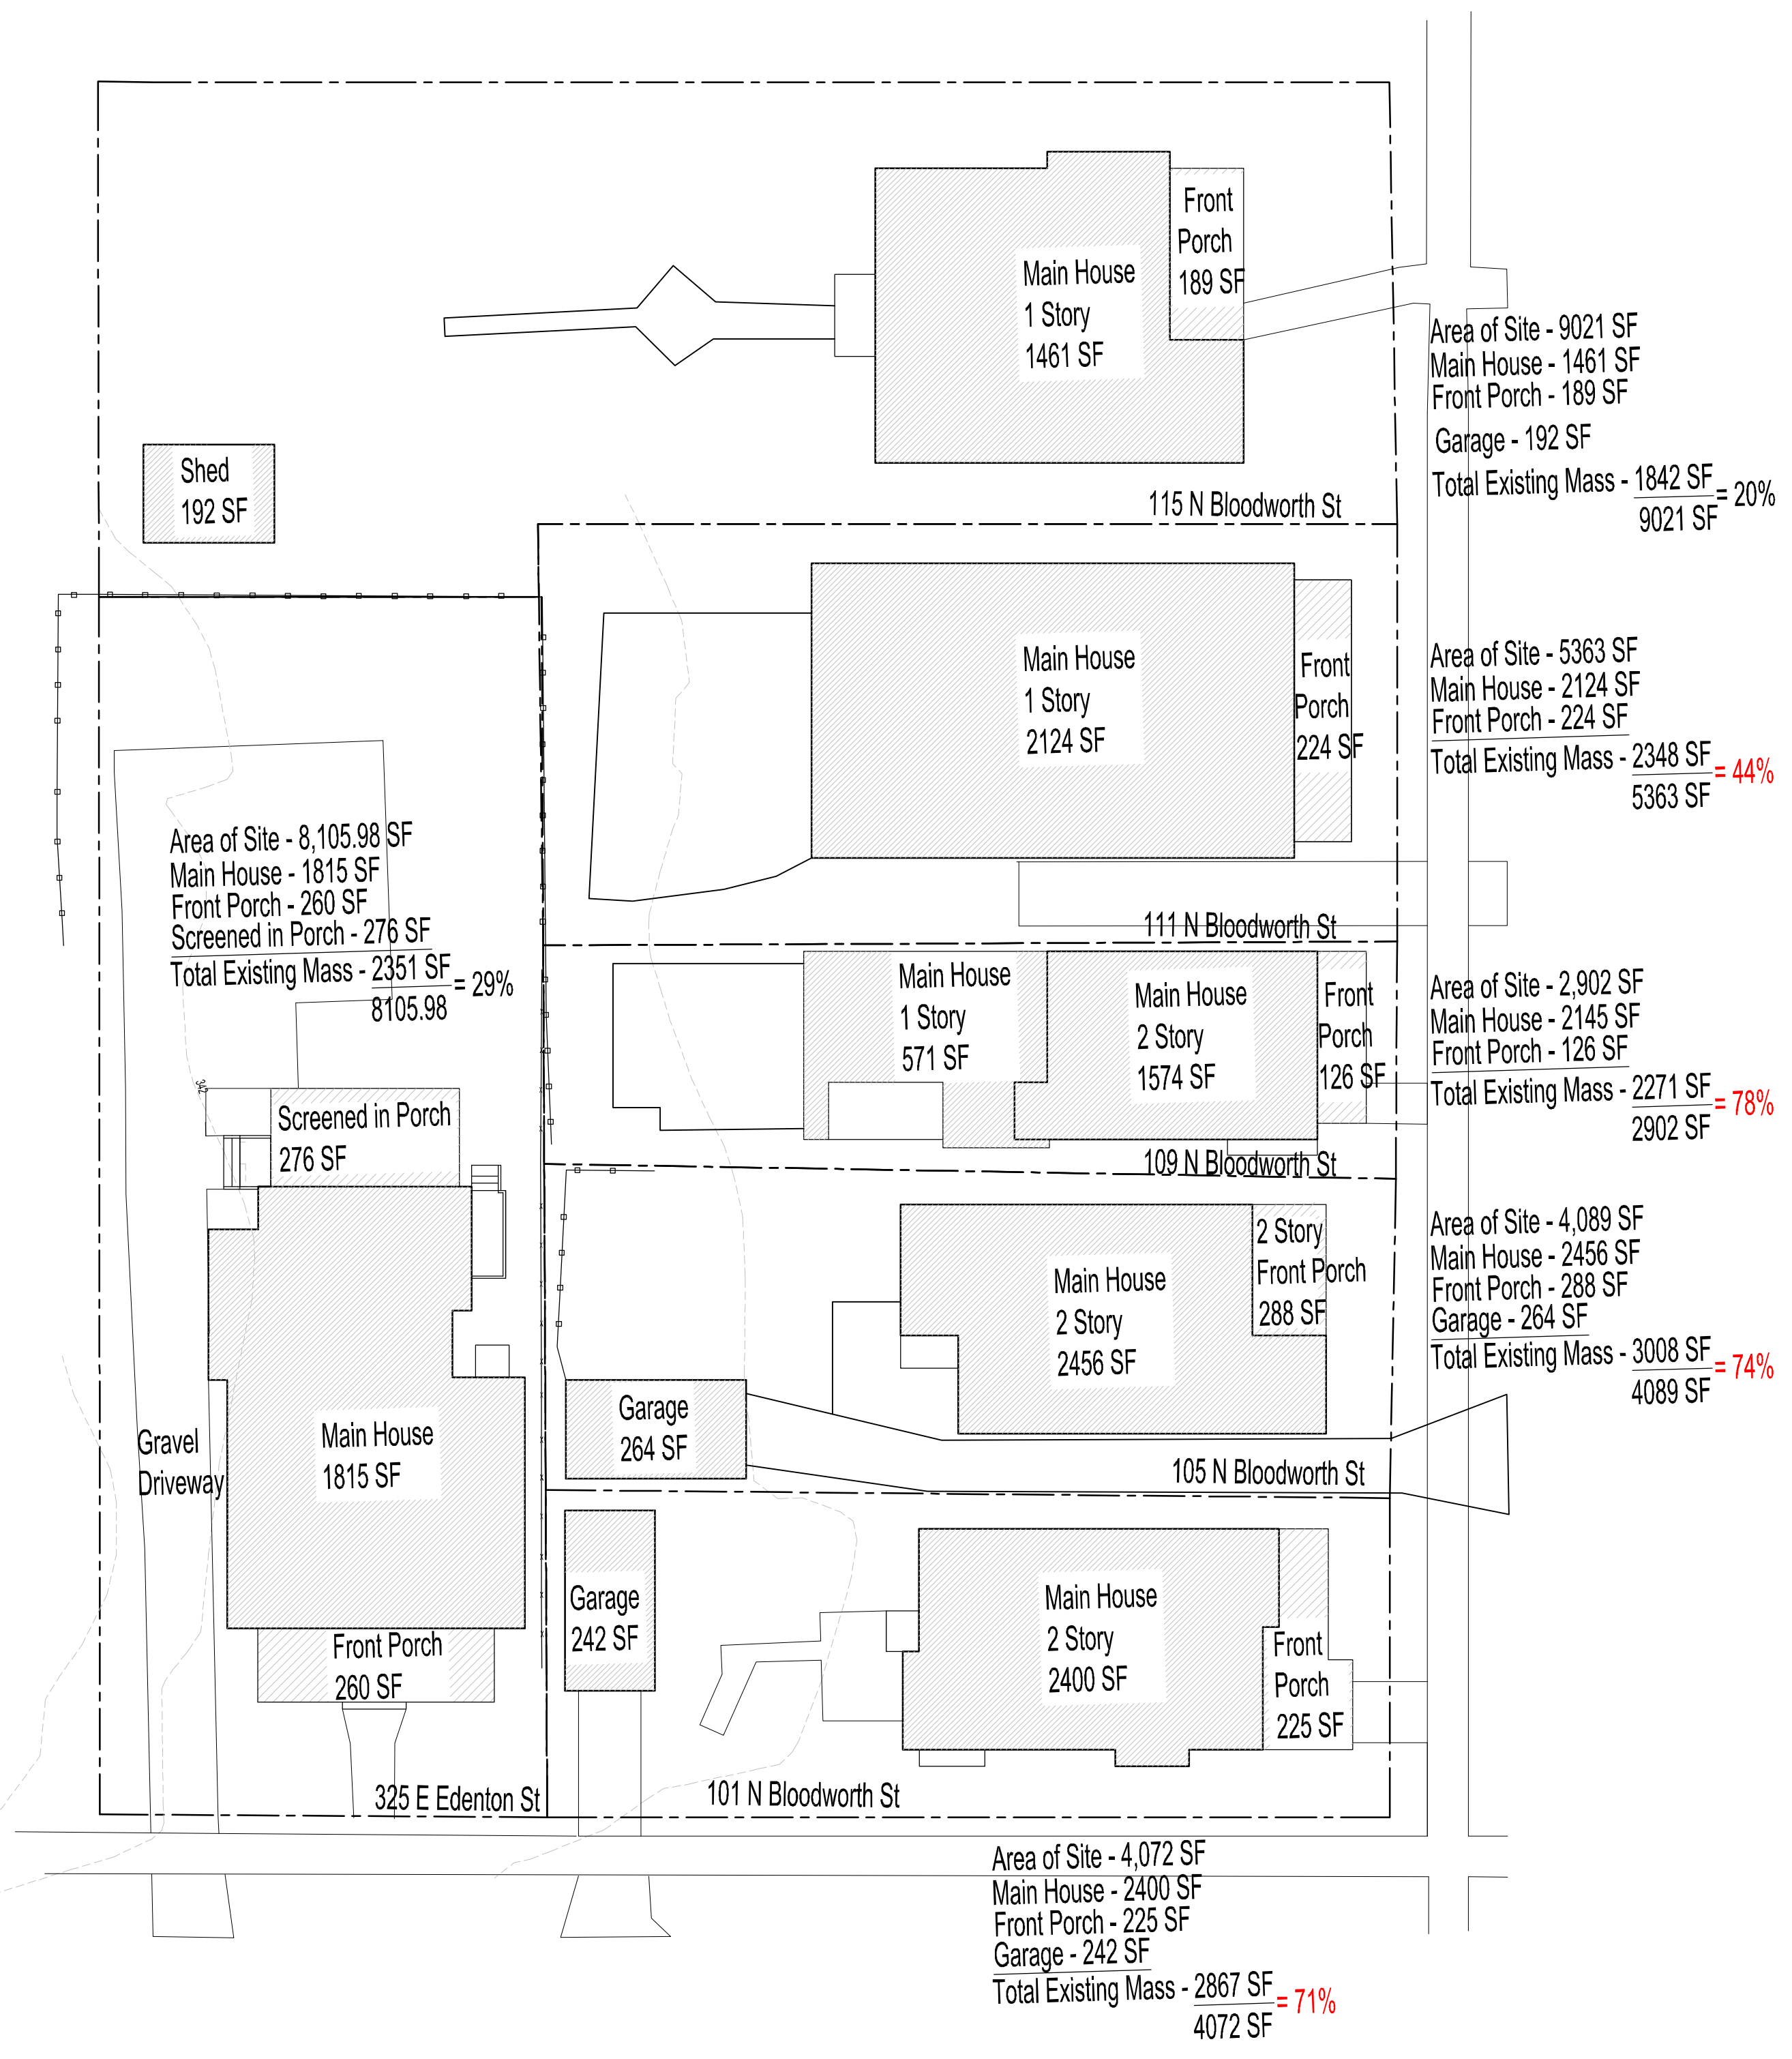 Front
Porch
189 SF
Main House
1 Story
1461 SF
Area of Site - 9021 SF
Main House - 1461 SF
Front Porch - 189 SF
Garage - 192 SF
Total Existing Mass - 1842 SF = 20%
9021 SF
Shed
192 SF
115 N Bloodworth St
Main House
1 Story
2124 SF
Front
Porch
224 SF
Area of Site - 5363 SF
Main House - 2124 SF
Front Porch - 224 SF
Total Existing Mass - 2348 SF = 44%
5363 SF
Area of Site - 8,105.98 SF
Main House - 1815 SF
Front Porch - 260 SF
Screened in Porch - 276 SF
Total Existing Mass - 2351 SF = 29%
8105.98
111 N Bloodworth St
Main House
1 Story
571 SF
Main House
2 Story
1574 SF
Front
Porch
126 SF
Area of Site - 2,902 SF
Main House - 2145 SF
Front Porch - 126 SF
Total Existing Mass - 2271 SF = 78%
2902 SF
342
Screened in Porch
276 SF
109 N Bloodworth St
Main House
2 Story
2456 SF
2 Story
Front Porch
288 SF
Area of Site - 4,089 SF
Main House - 2456 SF
Front Porch - 288 SF
Garage - 264 SF
Total Existing Mass - 3008 SF = 74%
4089 SF
Garage
264 SF
Gravel
Driveway
Main House
1815 SF
105 N Bloodworth St
Garage
242 SF
Main House
2 Story
2400 SF
Front
Porch
225 SF
Front Porch
260 SF
325 E Edenton St
101 N Bloodworth St
Area of Site - 4,072 SF
Main House - 2400 SF
Front Porch - 225 SF
Garage - 242 SF
Total Existing Mass - 2867 SF = 71%
4072 SF